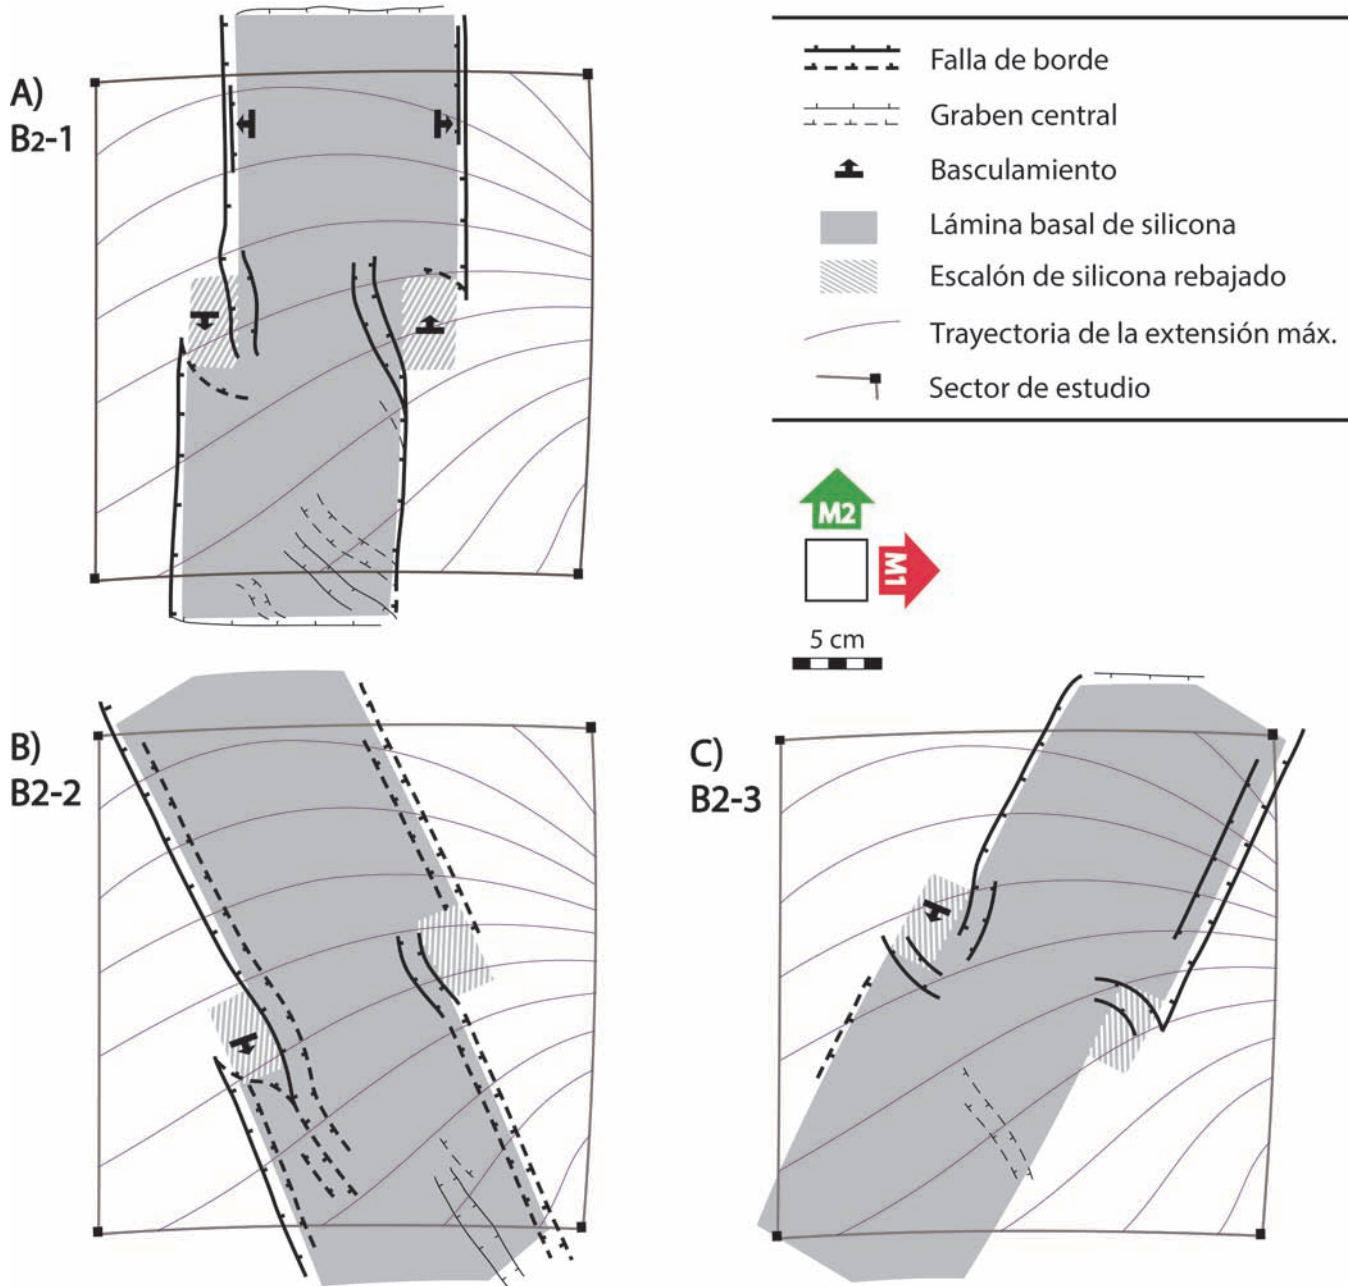 A)
B2-1
Falla de borde
Graben central
Basculamiento
Lámina basal de silicona
Escalón de silicona rebajado
Trayectoria de la extensión máx.
Sector de estudio
M2
M1
5 cm
B)
B2-2
C)
B2-3